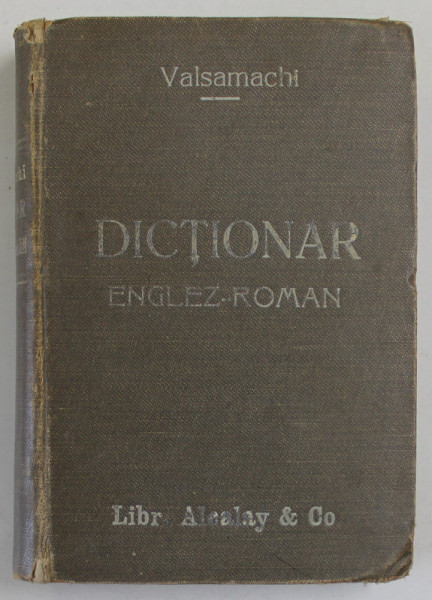 Valsamachi
DICȚIONAR
ENGLEZ-ROMAN
Libr. Alcalay & Co